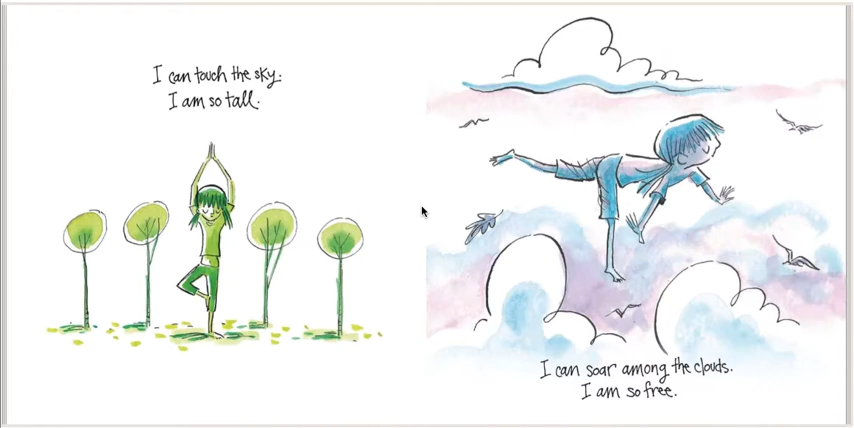 I can touch the sky.
I am so tall.
I can soar among the clouds.
I am so free.